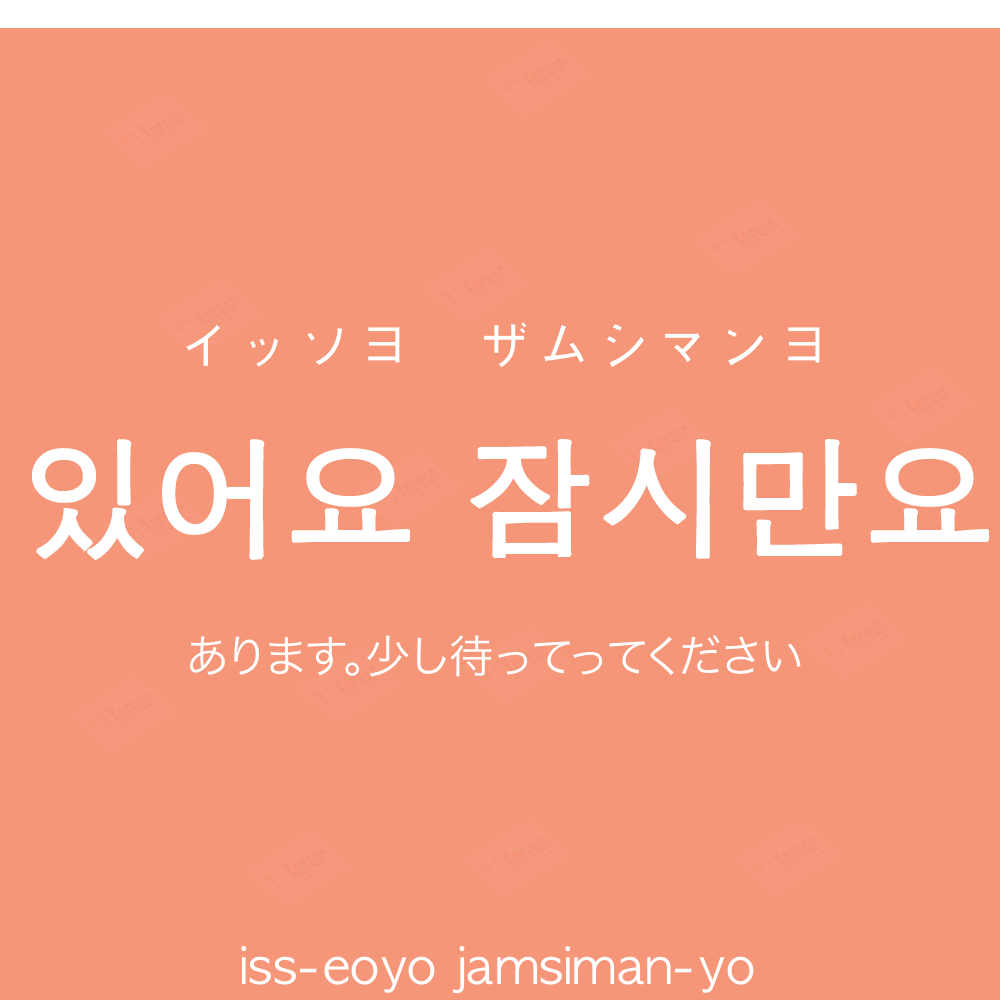 イッソヨ　ザムシマンヨ
있어요 잠시만요
あります。少し待ってってください
iss-eoyo jamsiman-yo